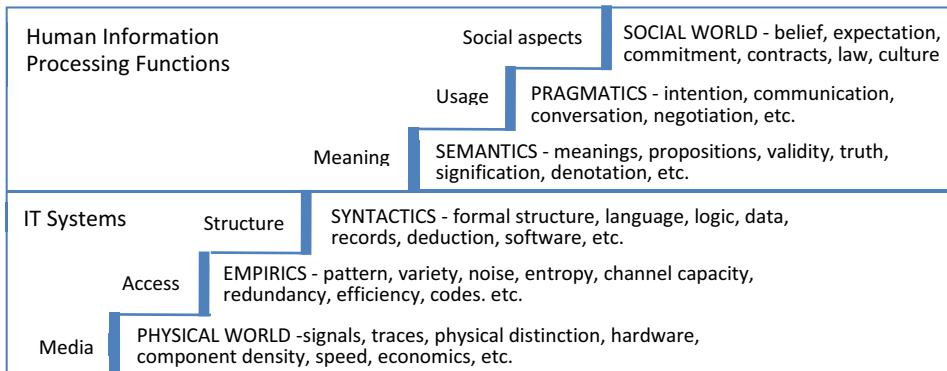 Human Information
Processing Functions
Social aspects
SOCIAL WORLD - belief, expectation,
commitment, contracts, law, culture
Usage
PRAGMATICS - intention, communication,
conversation, negotiation, etc.
Meaning
SEMANTICS - meanings, propositions, validity, truth,
signification, denotation, etc.
IT Systems
Structure
SYNTACTICS - formal structure, language, logic, data,
records, deduction, software, etc.
Access
EMPIRICS - pattern, variety, noise, entropy, channel capacity,
redundancy, efficiency, codes. etc.
Media
PHYSICAL WORLD -signals, traces, physical distinction, hardware,
component density, speed, economics, etc.